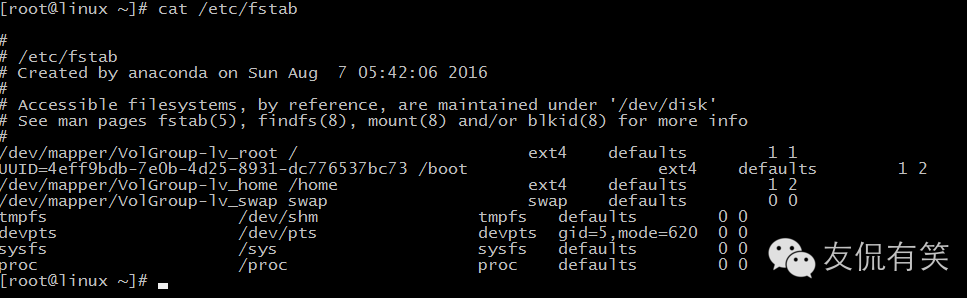 [root@linux ~]# cat /etc/fstab
#
# /etc/fstab
# Created by anaconda on Sun Aug  7 05:42:06 2016
#
# Accessible filesystems, by reference, are maintained under '/dev/disk'
# See man pages fstab(5), findfs(8), mount(8) and/or blkid(8) for more info
#
/dev/mapper/VolGroup-lv_root /                       ext4    defaults        1 1
UUID=4eff9bdb-7e0b-4d25-8931-dc776537bc73 /boot                   ext4    defaults        1 2
/dev/mapper/VolGroup-lv_home /home                   ext4    defaults        1 2
/dev/mapper/VolGroup-lv_swap swap                    swap    defaults        0 0
tmpfs                   /dev/shm                tmpfs   defaults        0 0
devpts                  /dev/pts                devpts  gid=5,mode=620  0 0
sysfs                   /sys                    sysfs   defaults        0 0
proc                    /proc                   proc    defaults        0 0
[root@linux ~]#
友侃有笑